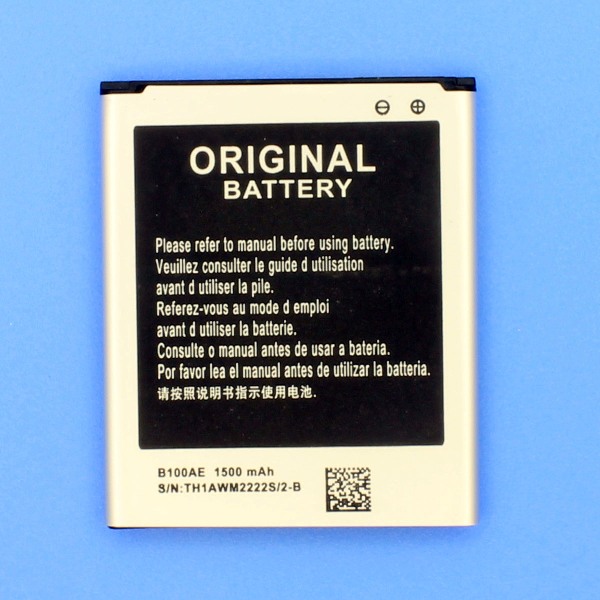 ⊖ ⊕
ORIGINAL
BATTERY
Please refer to manual before using battery.
Veuillez consulter le guide d utilisation
avant d utiliser la pile.
Referez-vous au mode d emploi
avant d utiliser la batterie.
Consulte o manual antes de usar a bateria.
Por favor lea el manual antes de utilizar la batteria.
请按照说明书指示使用电池.
B100AE 1500 mAh
S/N:TH1AWM2222S/2-B